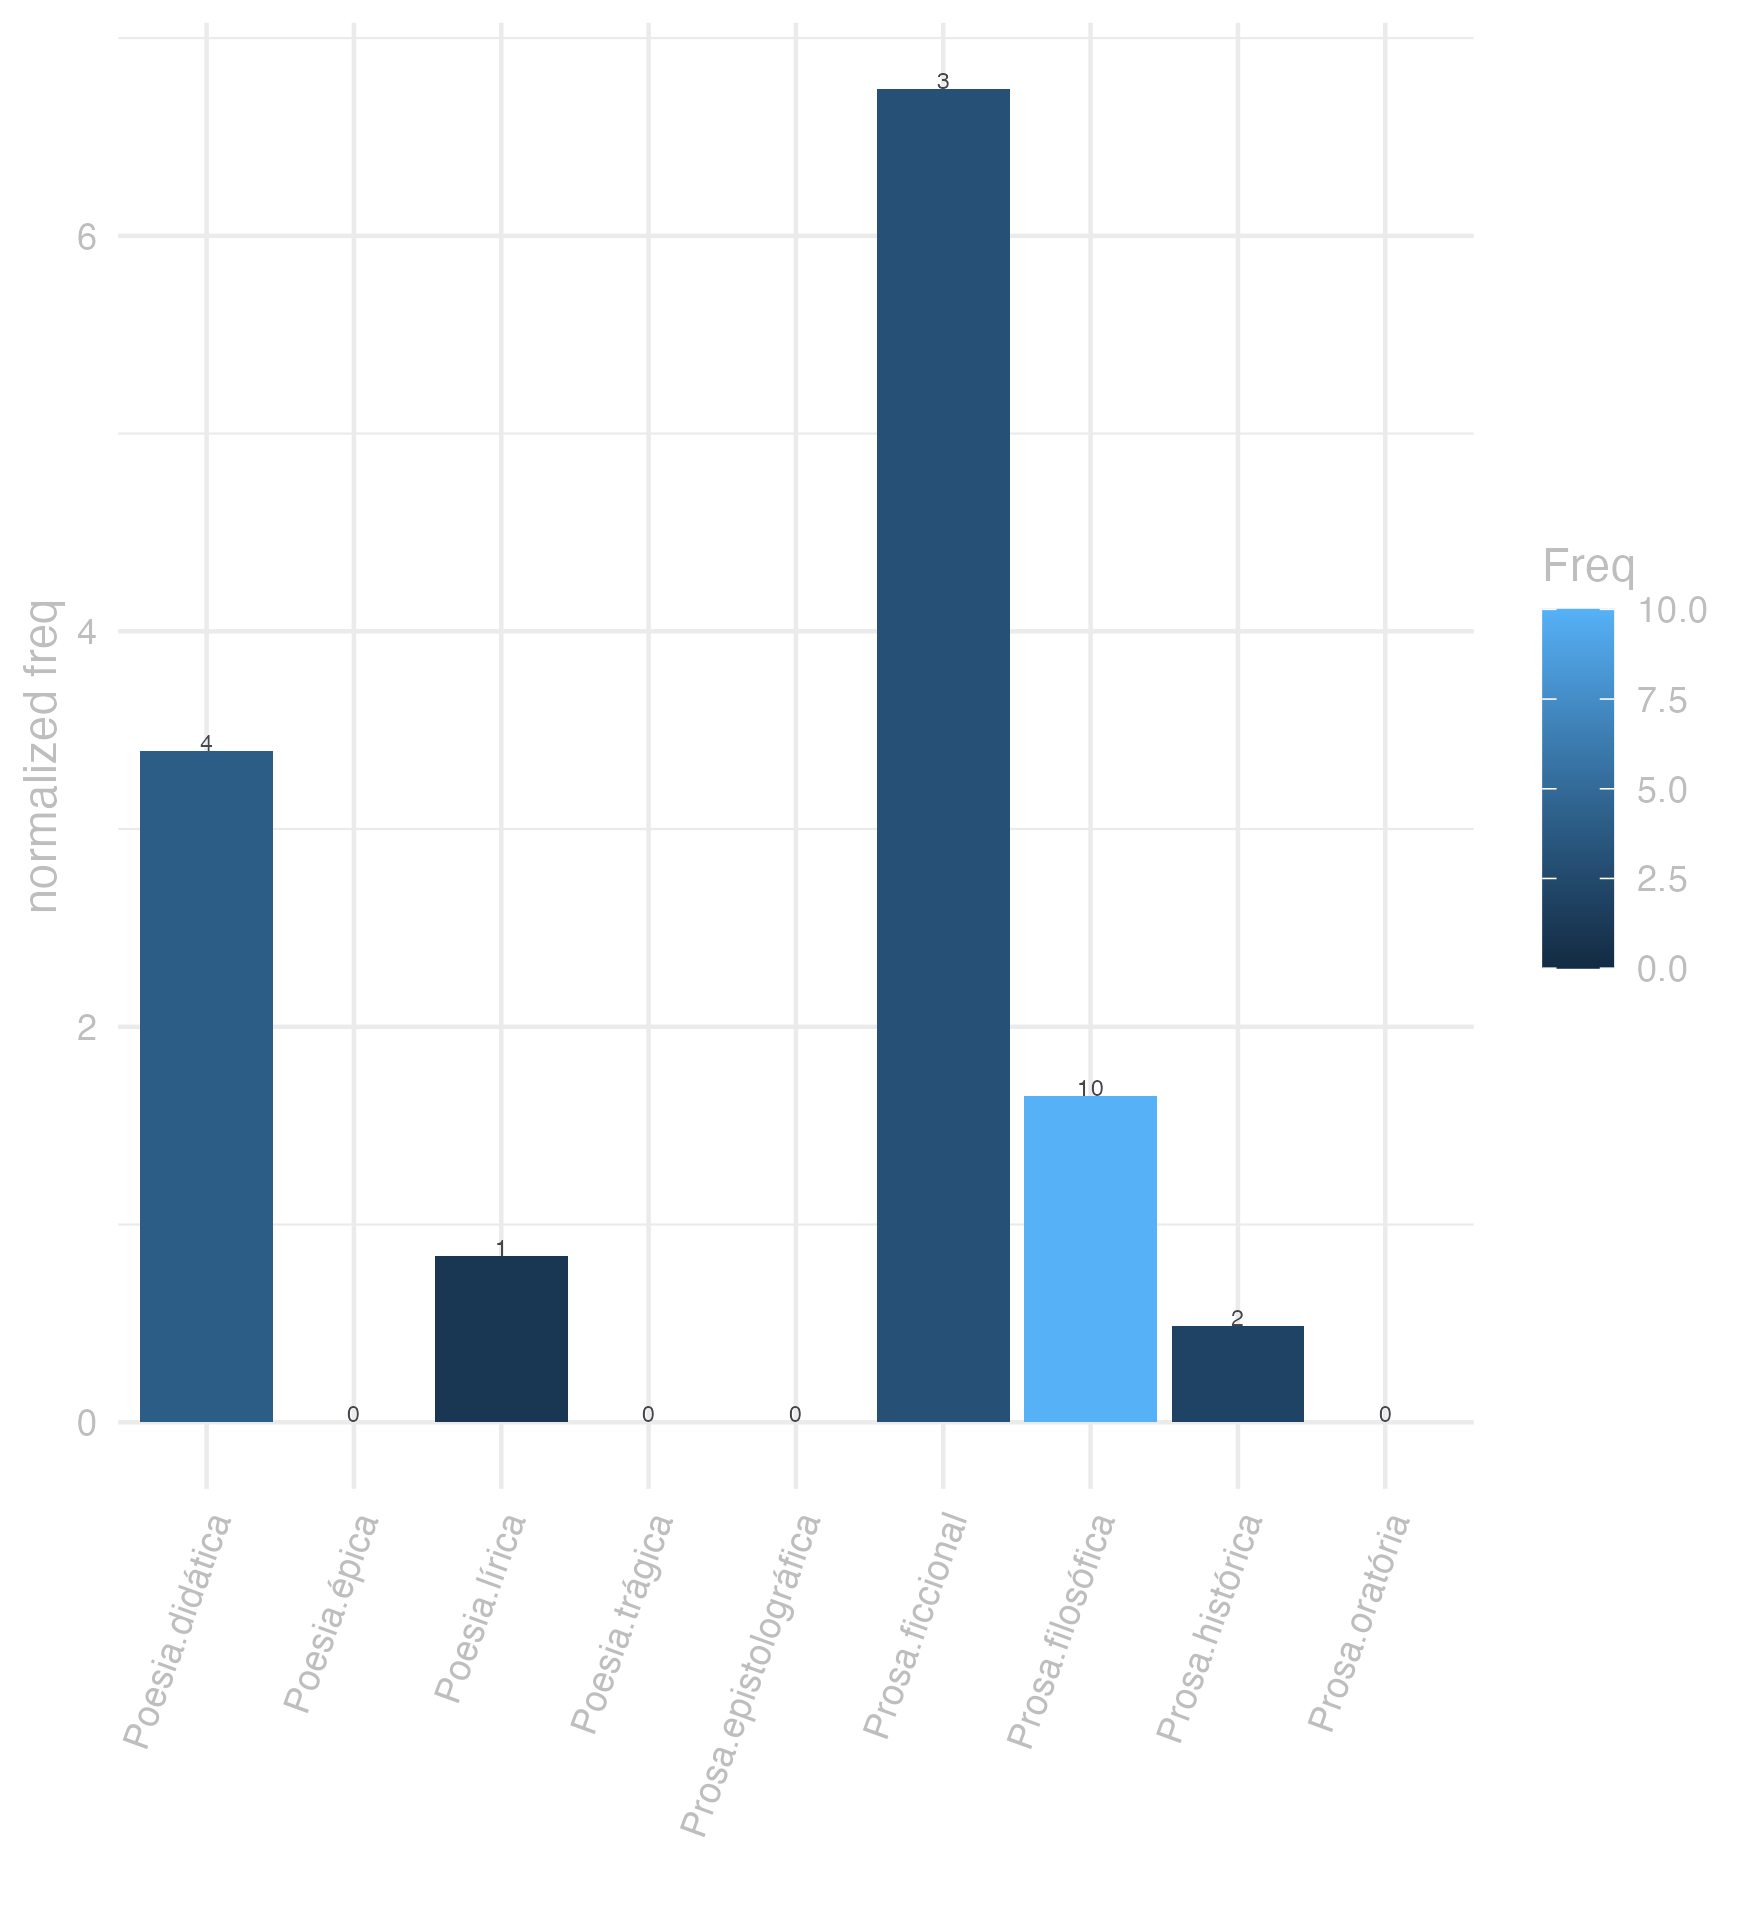 normalized freq
6
4
2
0
4
0
1
0
0
3
10
2
0
Poesia.didática
Poesia.épica
Poesia.lírica
Poesia.trágica
Prosa.epistolográfica
Prosa.ficcional
Prosa.filosófica
Prosa.histórica
Prosa.oratória
Freq
10.0
7.5
5.0
2.5
0.0